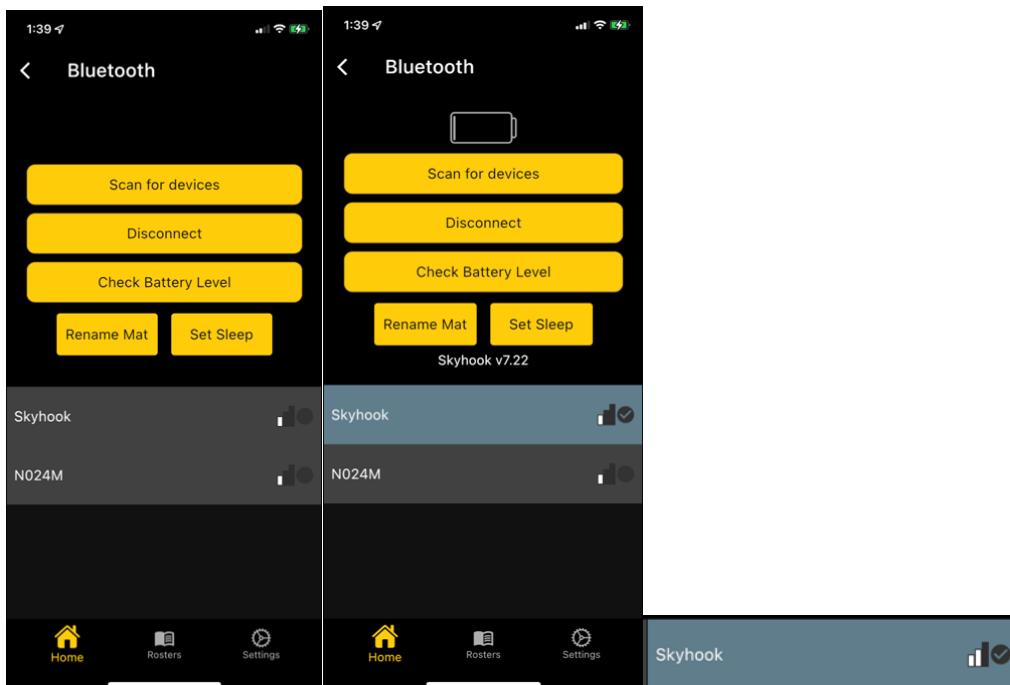 1:39
Bluetooth
Scan for devices
Disconnect
Check Battery Level
Rename Mat
Set Sleep
Skyhook
N024M
Home
Rosters
Settings
1:39
Bluetooth
Scan for devices
Disconnect
Check Battery Level
Rename Mat
Set Sleep
Skyhook v7.22
Skyhook
N024M
Home
Rosters
Settings
Skyhook